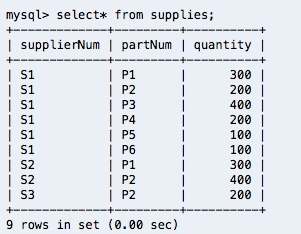 mysql> select* from supplies;
+-------------+---------+----------+
| supplierNum | partNum | quantity |
+-------------+---------+----------+
| S1          | P1      |      300 |
| S1          | P2      |      200 |
| S1          | P3      |      400 |
| S1          | P4      |      200 |
| S1          | P5      |      100 |
| S1          | P6      |      100 |
| S2          | P1      |      300 |
| S2          | P2      |      400 |
| S3          | P2      |      200 |
+-------------+---------+----------+
9 rows in set (0.00 sec)